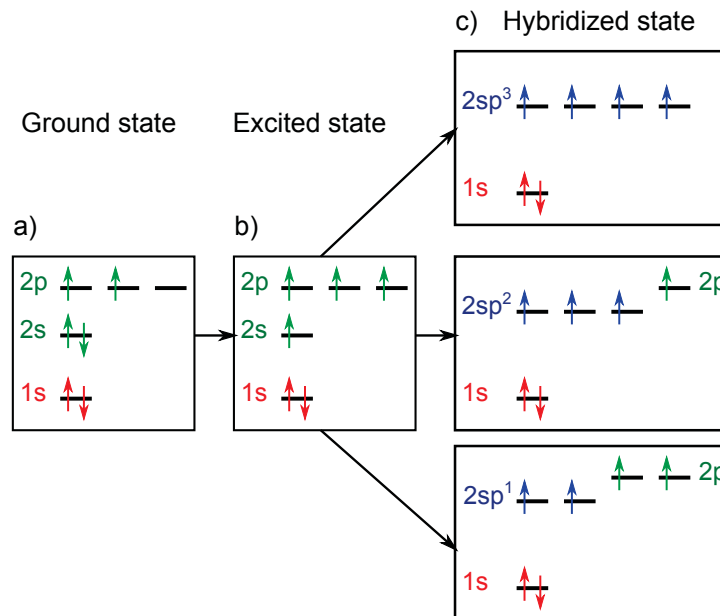 c) Hybridized state
Ground state
Excited state
2sp³
1s
a)
2p
2s
1s
b)
2p
2s
1s
2p
2sp²
1s
2p
2sp¹
1s